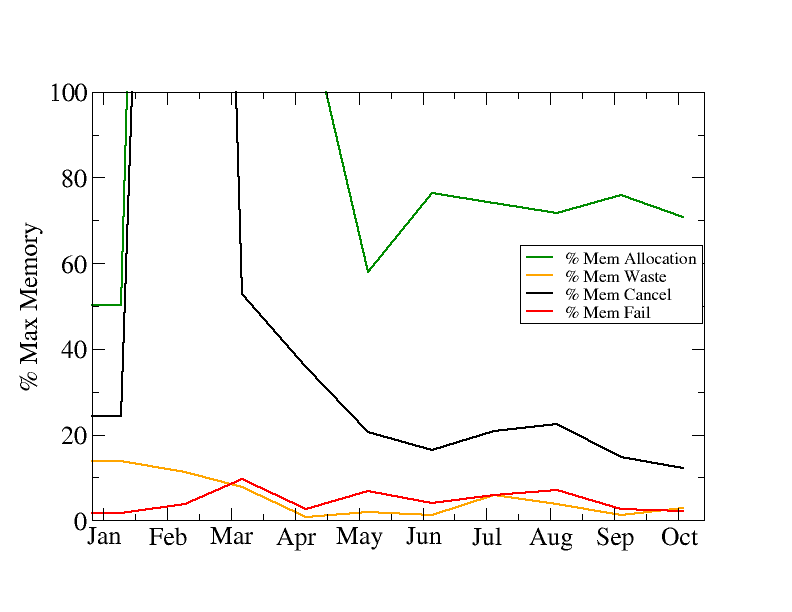 100
80
60
40
20
0
% Max Memory
% Mem Allocation
% Mem Waste
% Mem Cancel
% Mem Fail
Jan Feb Mar Apr May Jun Jul Aug Sep Oct